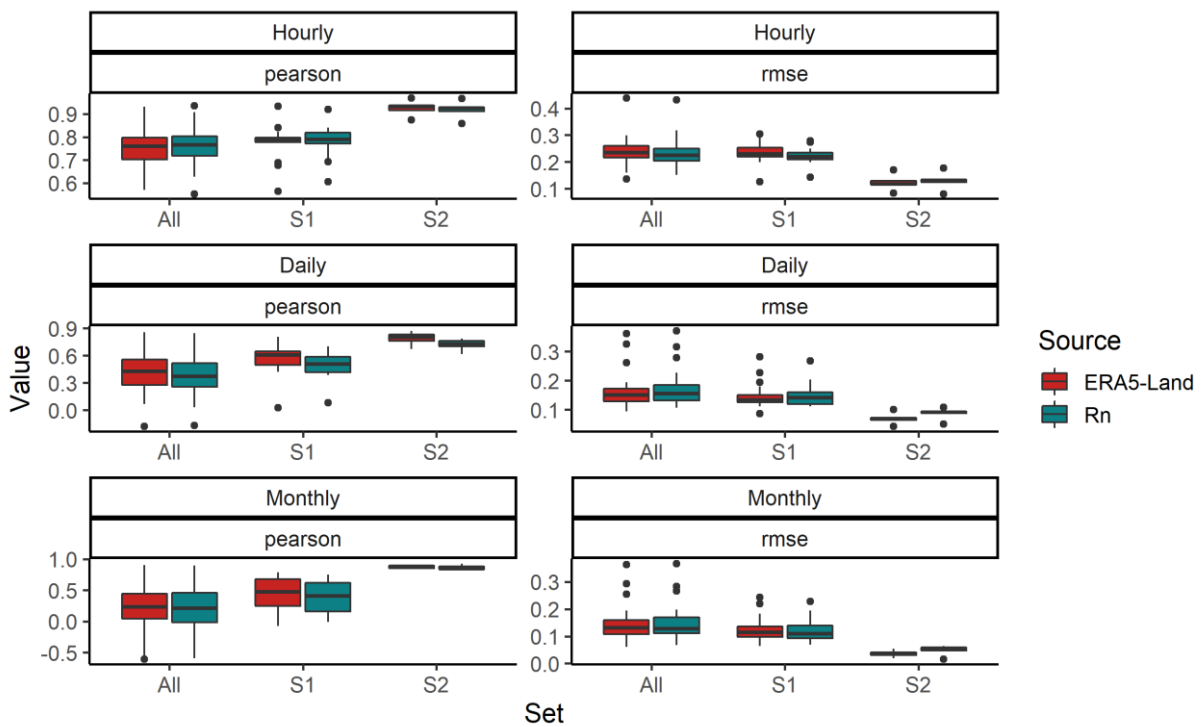 Hourly
pearson
0.9
0.8
0.7
0.6
All S1 S2
Hourly
rmse
0.4
0.3
0.2
0.1
All S1 S2
Daily
pearson
0.9
0.6
0.3
0.0
All S1 S2
Daily
rmse
0.3
0.2
0.1
All S1 S2
Monthly
pearson
1.0
0.5
0.0
-0.5
All S1 S2
Monthly
rmse
0.3
0.2
0.1
0.0
All S1 S2
Value
Set
Source
ERA5-Land
Rn